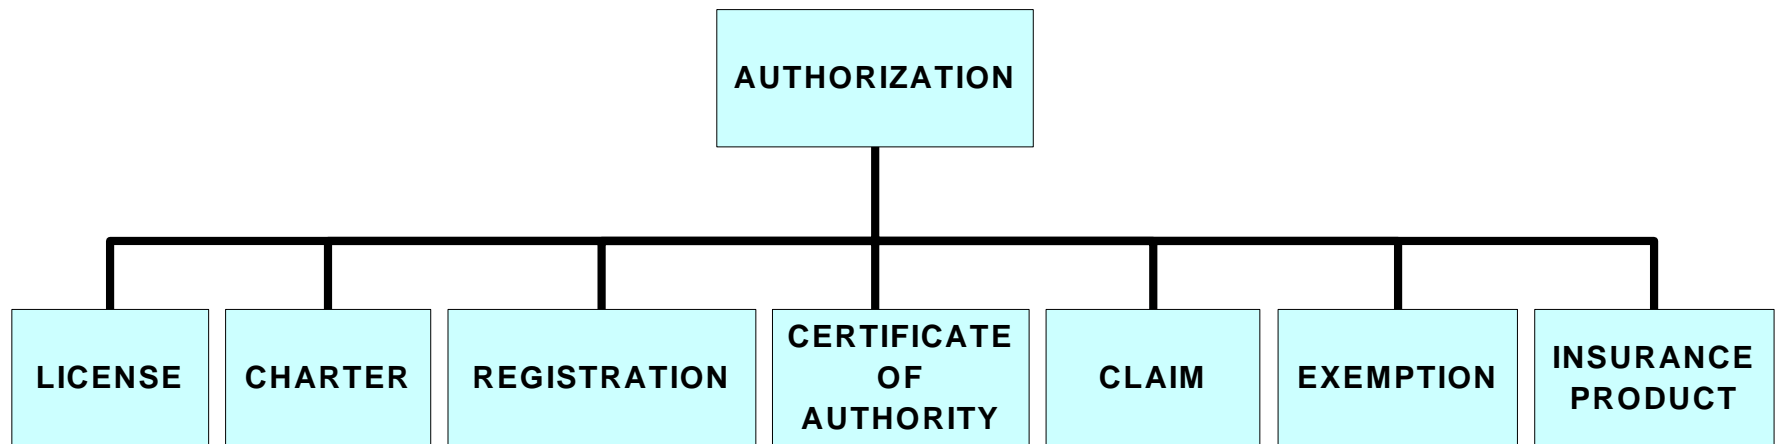 AUTHORIZATION
LICENSE
CHARTER
REGISTRATION
CERTIFICATE
OF
AUTHORITY
CLAIM
EXEMPTION
INSURANCE
PRODUCT